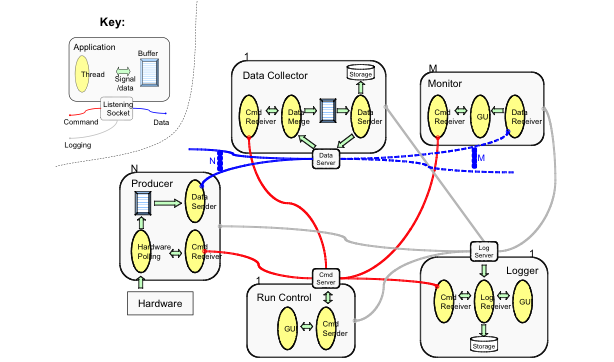 Key:
Application
Buffer
Thread
Signal
/data
Listening
Socket
Command
Data
Logging
1
Data Collector
Storage
Cmd
Receiver
Data
Merge
Data
Sender
Data
Server
M
Monitor
Cmd
Receiver
GUI
Data
Receiver
N
M
N
Producer
Data
Sender
Hardware
Polling
Cmd
Receiver
Hardware
1
Run Control
Cmd
Server
GUI
Cmd
Sender
Log
Server
1
Logger
Cmd
Receiver
Log
Receiver
GUI
Storage